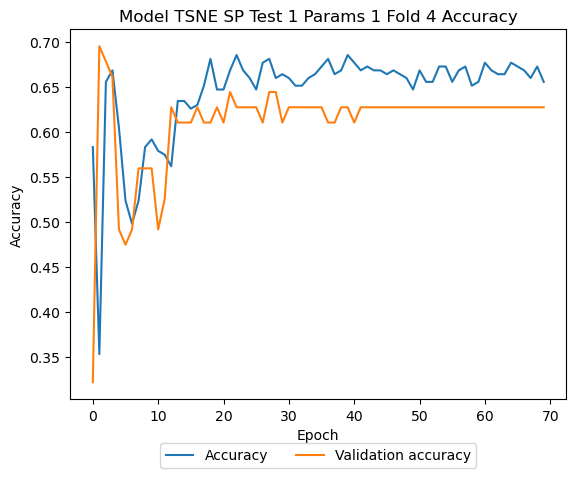 Model TSNE SP Test 1 Params 1 Fold 4 Accuracy
0.70
0.65
0.60
0.55
0.50
0.45
0.40
0.35
Accuracy
0 10 20 30 40 50 60 70
Epoch
Accuracy Validation accuracy